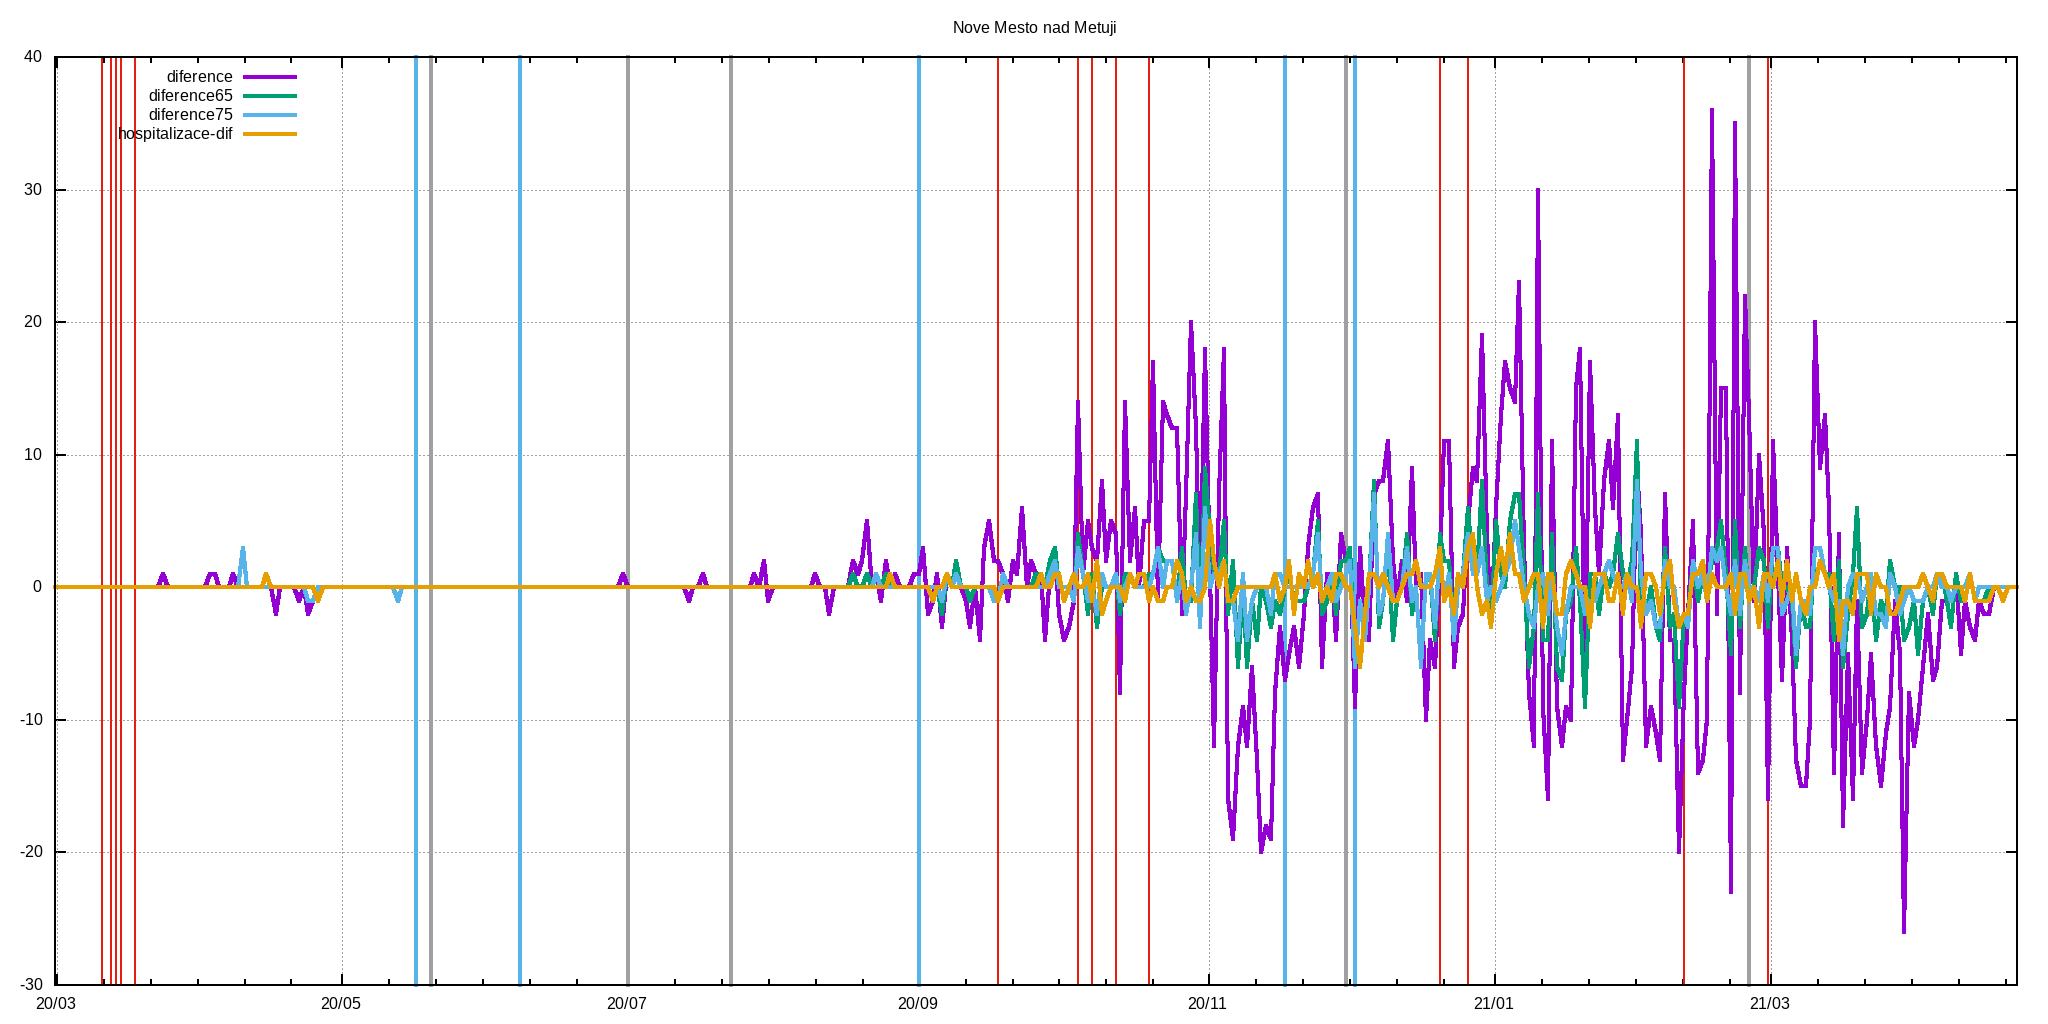 Nove Mesto nad Metuji
40
30
20
10
0
-10
-20
-30
diference
diference65
diference75
hospitalizace-dif
20/03 20/05 20/07 20/09 20/11 21/01 21/03